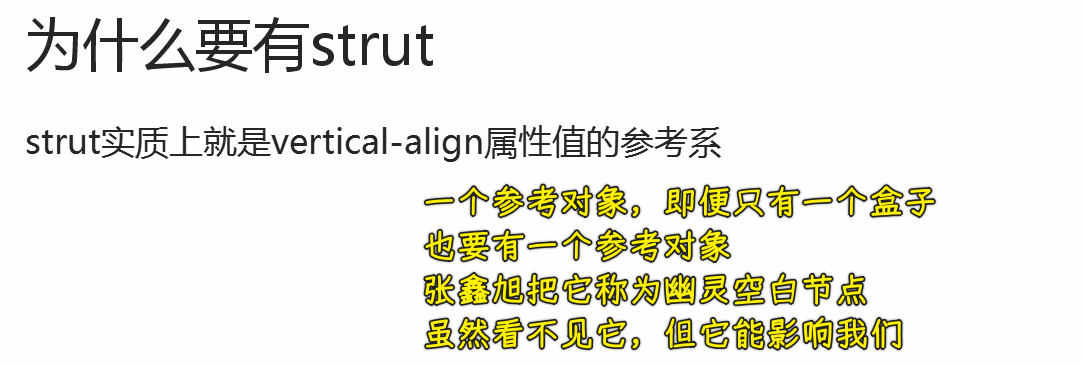 为什么要有strut
strut实质上就是vertical-align属性值的参考系
一个参考对象，即便只有一个盒子
也要有一个参考对象
张鑫旭把它称为幽灵空白节点
虽然看不见它，但它能影响我们